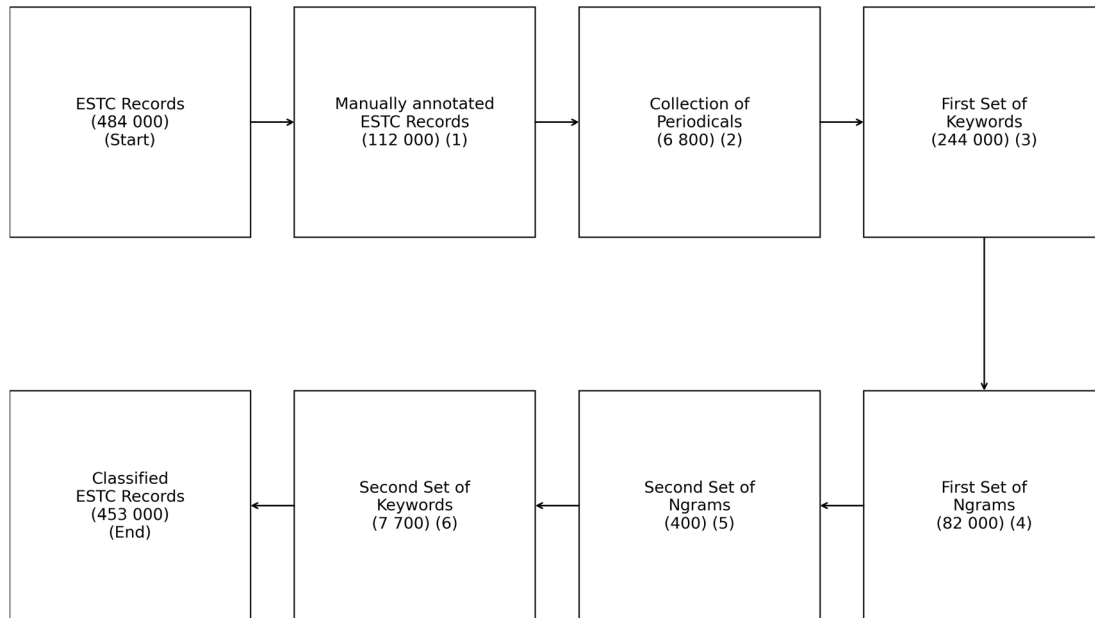 ESTC Records
(484 000)
(Start)
Manually annotated
ESTC Records
(112 000) (1)
Collection of
Periodicals
(6 800) (2)
First Set of
Keywords
(244 000) (3)
Classified
ESTC Records
(453 000)
(End)
Second Set of
Keywords
(7 700) (6)
Second Set of
Ngrams
(400) (5)
First Set of
Ngrams
(82 000) (4)